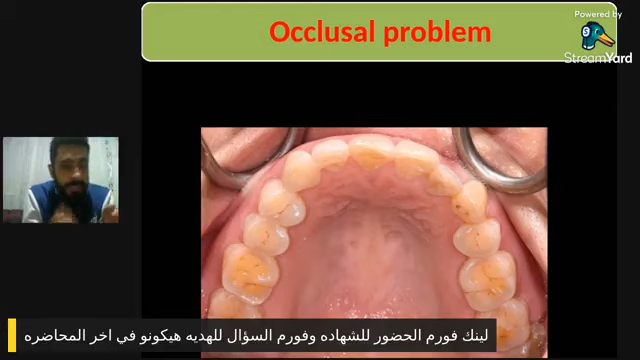 Occlusal problem
Powered by
StreamYard
لينك فورم الحضور للشهاده وفورم السؤال للهديه هيكونو في اخر المحاضره